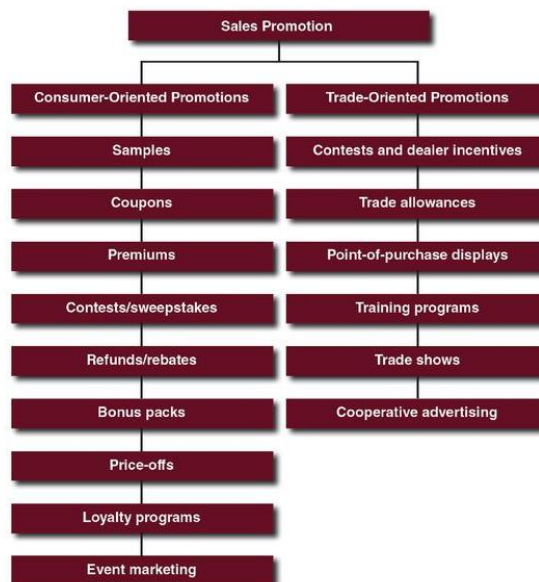 Sales Promotion
Consumer-Oriented Promotions
Samples
Coupons
Premiums
Contests/sweepstakes
Refunds/rebates
Bonus packs
Price-offs
Loyalty programs
Event marketing
Trade-Oriented Promotions
Contests and dealer incentives
Trade allowances
Point-of-purchase displays
Training programs
Trade shows
Cooperative advertising